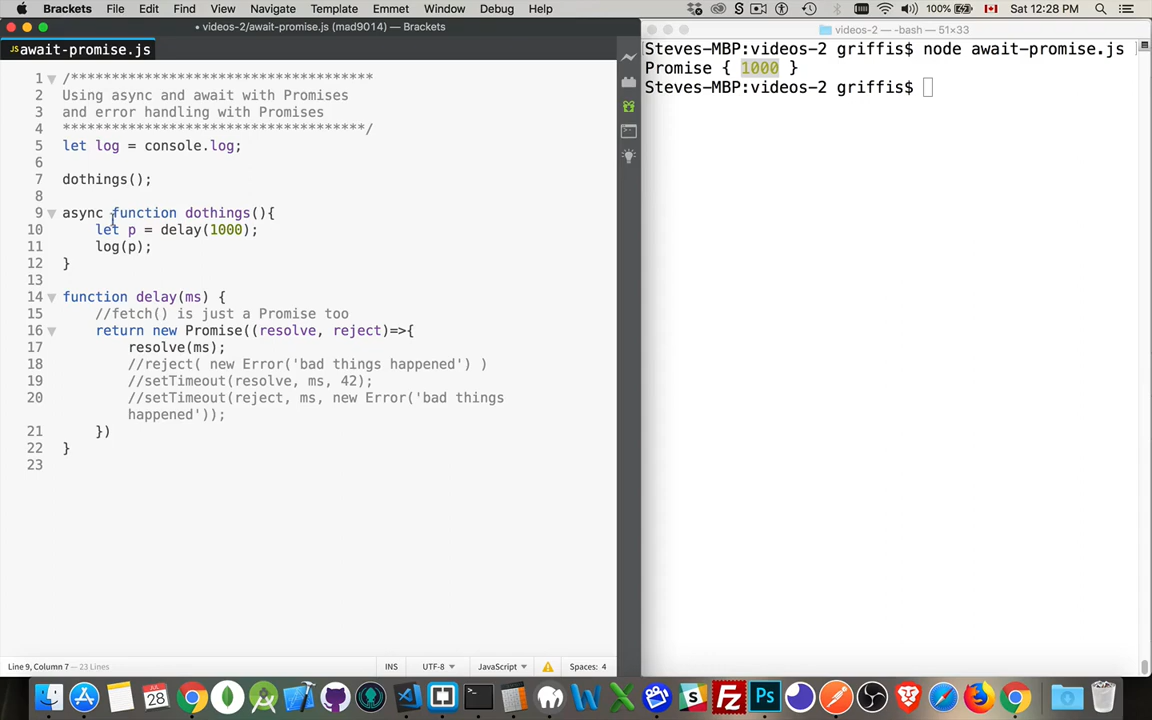 Brackets File Edit Find View Navigate Template Emmet Window Debug Help 100% Sat 12:28 PM
• videos-2/await-promise.js (mad9014) — Brackets
videos-2 — -bash — 51×33
JS await-promise.js
1 /************************************
2 Using async and await with Promises
3 and error handling with Promises
4 ************************************/
5 let log = console.log;
6
7 dothings();
8
9 async function dothings(){
10 let p = delay(1000);
11 log(p);
12 }
13
14 function delay(ms) {
15 //fetch() is just a Promise too
16 return new Promise((resolve, reject)=>{
17 resolve(ms);
18 //reject( new Error('bad things happened') )
19 //setTimeout(resolve, ms, 42);
20 //setTimeout(reject, ms, new Error('bad things
happened'));
21 })
22 }
23
Steves-MBP:videos-2 griffis$ node await-promise.js
Promise { 1000 }
Steves-MBP:videos-2 griffis$
Line 9, Column 7 — 23 Lines INS UTF-8 JavaScript Spaces: 4
JUL
28